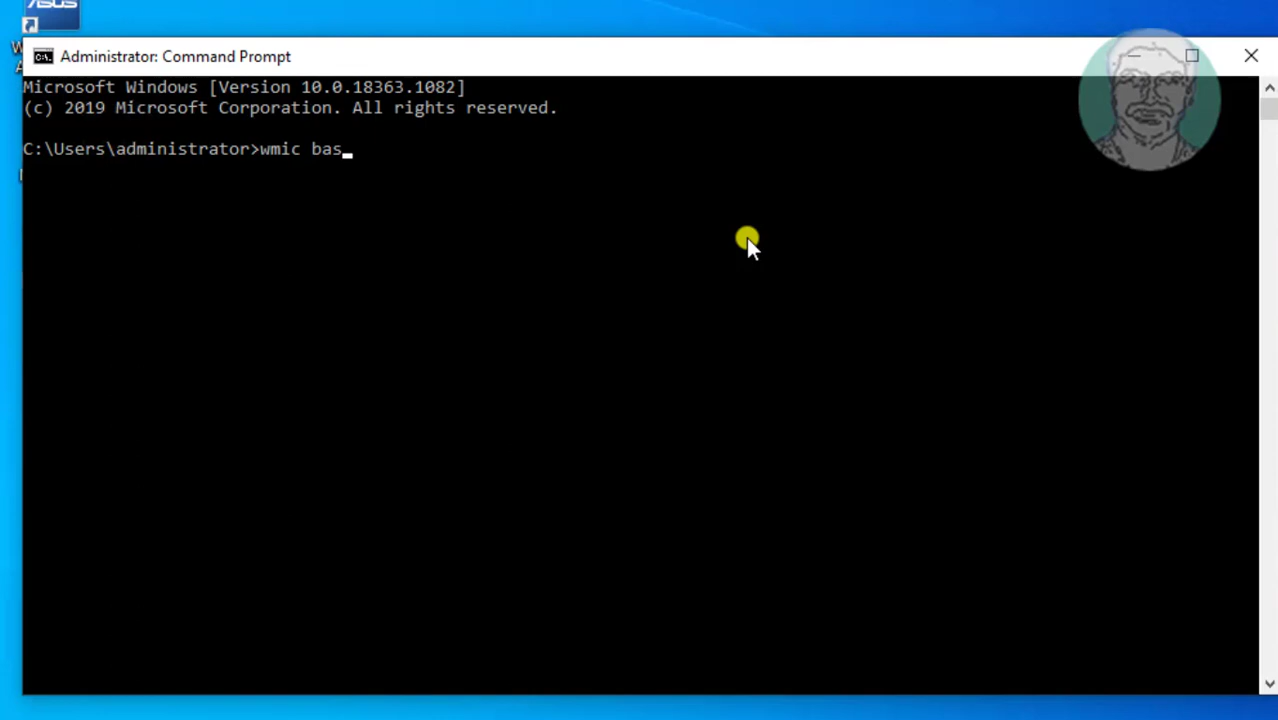 ASUS
W
A
Administrator: Command Prompt
Microsoft Windows [Version 10.0.18363.1082]
(c) 2019 Microsoft Corporation. All rights reserved.
C:\Users\administrator>wmic bas